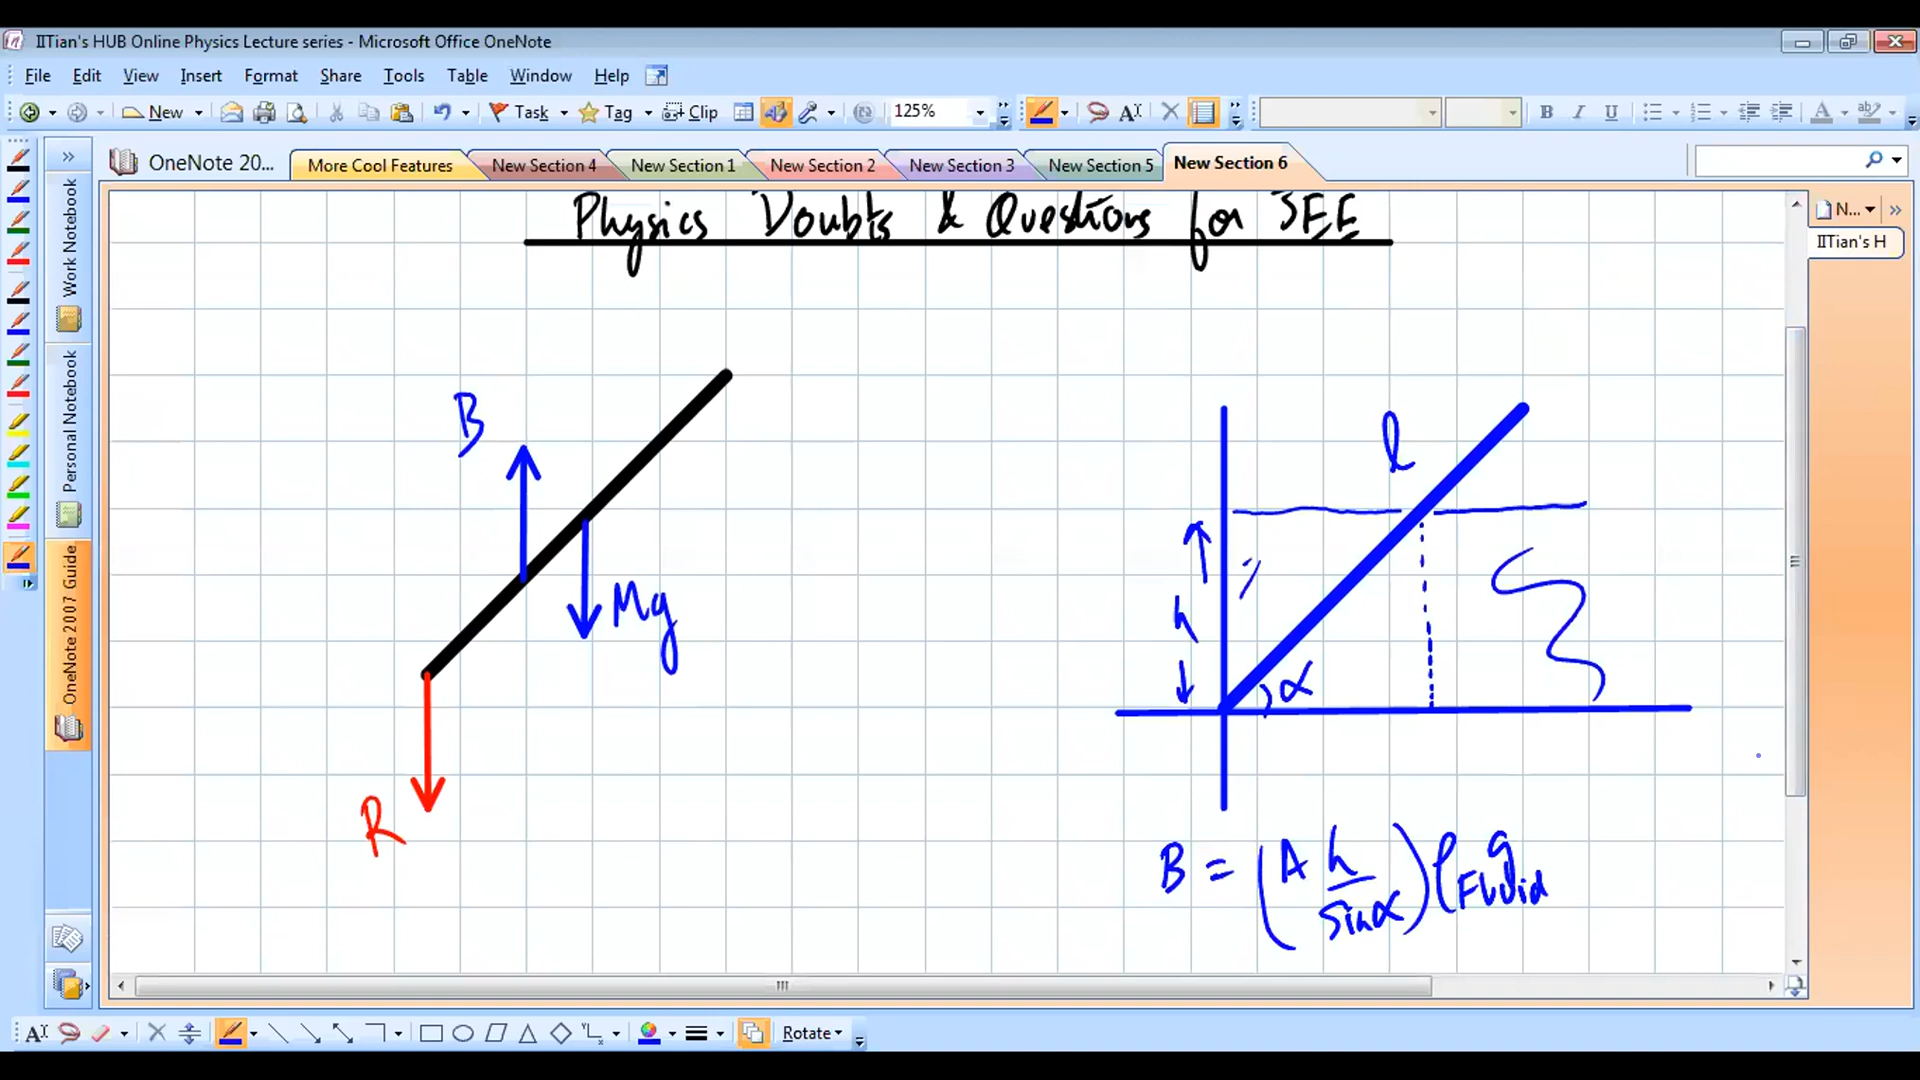 IITian's HUB Online Physics Lecture series - Microsoft Office OneNote
File Edit View Insert Format Share Tools Table Window Help
New Task Tag Clip 125% B I U A ab
OneNote 20... More Cool Features New Section 4 New Section 1 New Section 2 New Section 3 New Section 5 New Section 6
N...
IITian's H
Work Notebook
Personal Notebook
OneNote 2007 Guide
Physics Doubts & Questions for JEE
B
Mg
R
l
h
α
B = (A h/sinα) ρFluid g
Rotate